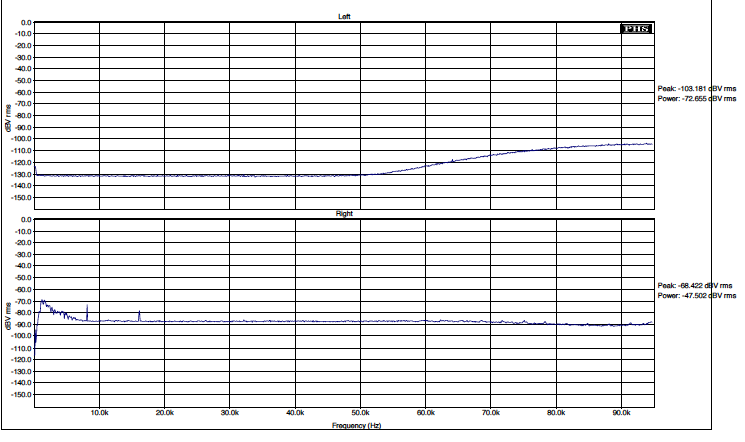 Left
PHS
0.0
-10.0
-20.0
-30.0
-40.0
-50.0
-60.0
-70.0
-80.0
-90.0
-100.0
-110.0
-120.0
-130.0
-140.0
-150.0
dBV rms
Peak: -103.181 dBV rms
Power: -72.655 dBV rms
Right
0.0
-10.0
-20.0
-30.0
-40.0
-50.0
-60.0
-70.0
-80.0
-90.0
-100.0
-110.0
-120.0
-130.0
-140.0
-150.0
dBV rms
Peak: -68.422 dBV rms
Power: -47.502 dBV rms
10.0k 20.0k 30.0k 40.0k 50.0k 60.0k 70.0k 80.0k 90.0k
Frequency (Hz)